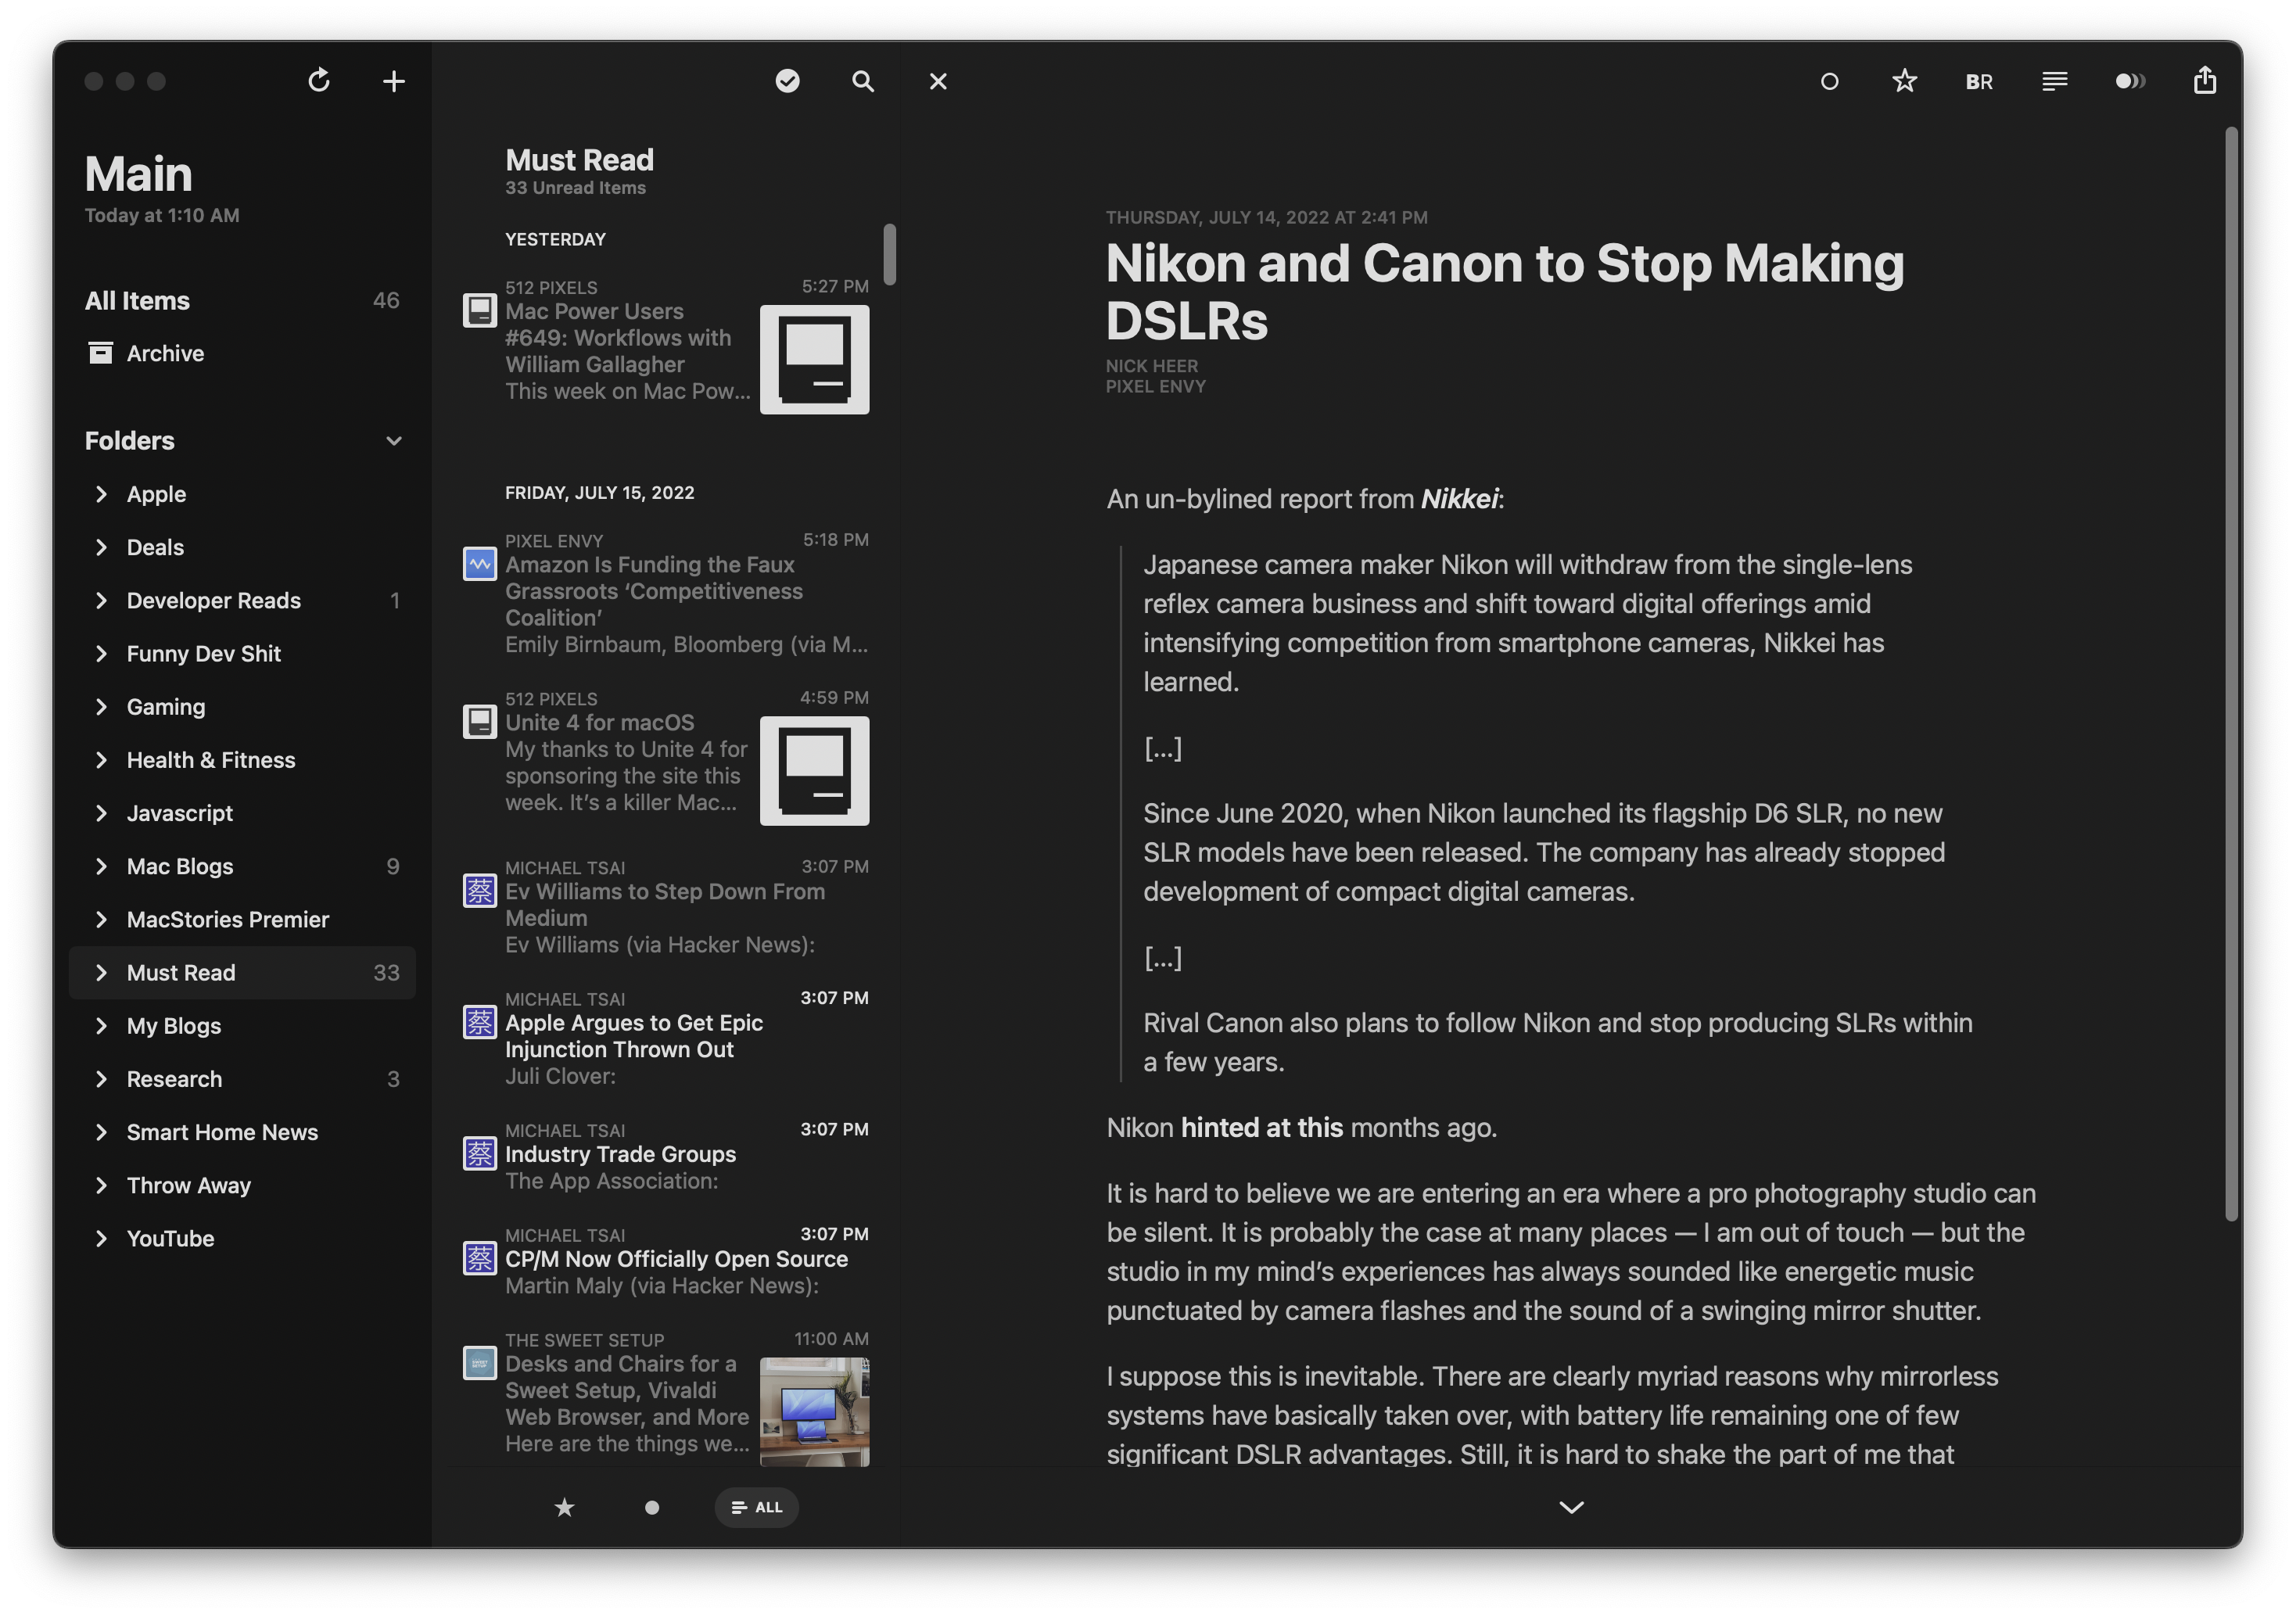 Main
Today at 1:10 AM
All Items 46
Archive
Folders
Apple
Deals
Developer Reads 1
Funny Dev Shit
Gaming
Health & Fitness
Javascript
Mac Blogs 9
MacStories Premier
Must Read 33
My Blogs
Research 3
Smart Home News
Throw Away
YouTube
Must Read
33 Unread Items
YESTERDAY
512 PIXELS 5:27 PM
Mac Power Users
#649: Workflows with
William Gallagher
This week on Mac Pow...
FRIDAY, JULY 15, 2022
PIXEL ENVY 5:18 PM
Amazon Is Funding the Faux
Grassroots ‘Competitiveness
Coalition’
Emily Birnbaum, Bloomberg (via M...
512 PIXELS 4:59 PM
Unite 4 for macOS
My thanks to Unite 4 for
sponsoring the site this
week. It’s a killer Mac...
蔡
MICHAEL TSAI 3:07 PM
Ev Williams to Step Down From
Medium
Ev Williams (via Hacker News):
蔡
MICHAEL TSAI 3:07 PM
Apple Argues to Get Epic
Injunction Thrown Out
Juli Clover:
蔡
MICHAEL TSAI 3:07 PM
Industry Trade Groups
The App Association:
蔡
MICHAEL TSAI 3:07 PM
CP/M Now Officially Open Source
Martin Maly (via Hacker News):
THE SWEET SETUP 11:00 AM
Desks and Chairs for a
Sweet Setup, Vivaldi
Web Browser, and More
Here are the things we...
ALL
BR
THURSDAY, JULY 14, 2022 AT 2:41 PM
Nikon and Canon to Stop Making
DSLRs
NICK HEER
PIXEL ENVY
An un-bylined report from Nikkei:
Japanese camera maker Nikon will withdraw from the single-lens
reflex camera business and shift toward digital offerings amid
intensifying competition from smartphone cameras, Nikkei has
learned.
[…]
Since June 2020, when Nikon launched its flagship D6 SLR, no new
SLR models have been released. The company has already stopped
development of compact digital cameras.
[…]
Rival Canon also plans to follow Nikon and stop producing SLRs within
a few years.
Nikon hinted at this months ago.
It is hard to believe we are entering an era where a pro photography studio can
be silent. It is probably the case at many places — I am out of touch — but the
studio in my mind’s experiences has always sounded like energetic music
punctuated by camera flashes and the sound of a swinging mirror shutter.
I suppose this is inevitable. There are clearly myriad reasons why mirrorless
systems have basically taken over, with battery life remaining one of few
significant DSLR advantages. Still, it is hard to shake the part of me that